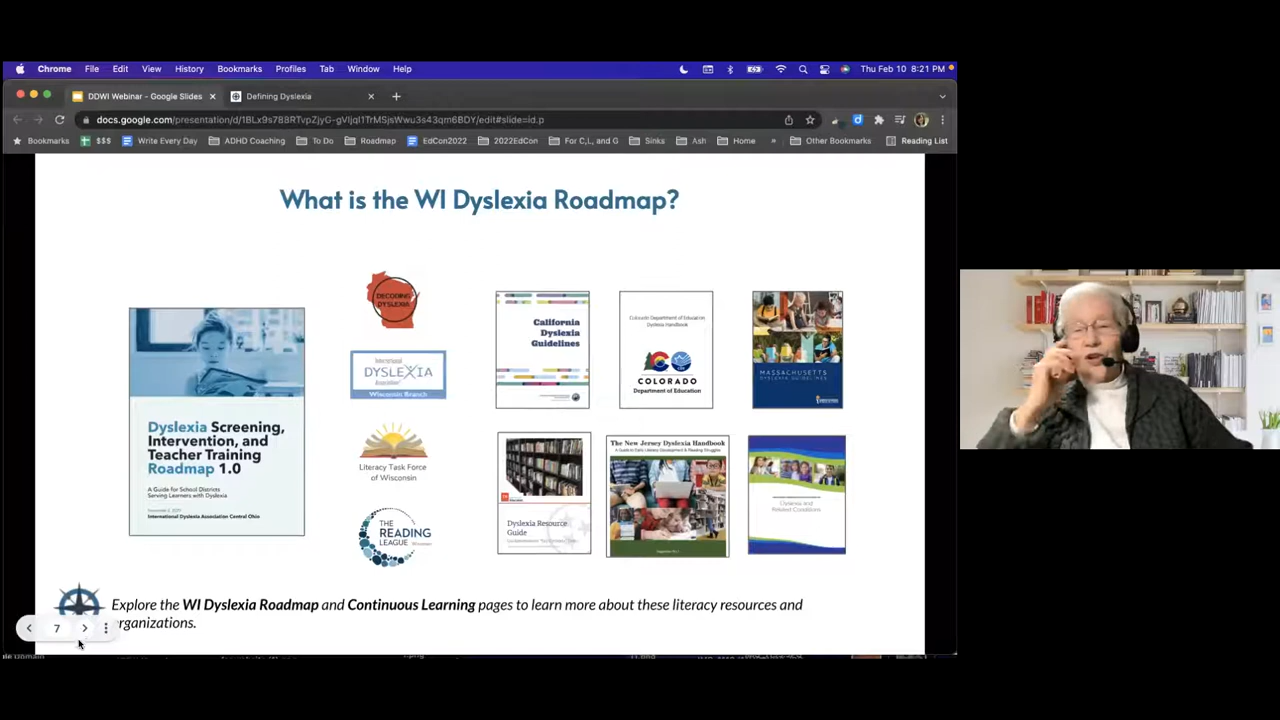 Chrome File Edit View History Bookmarks Profiles Tab Window Help Thu Feb 10 8:21 PM
DDWI Webinar - Google Slides Defining Dyslexia
docs.google.com/presentation/d/1BLx9s788RTvpZjyG-gVIjqI1TrMSjsWwu3s43qm6BDY/edit#slide=id.p
Bookmarks $$$ Write Every Day ADHD Coaching To Do Roadmap EdCon2022 2022EdCon For C,L, and G Sinks Ash Home » Other Bookmarks Reading List
What is the WI Dyslexia Roadmap?
Dyslexia Screening,
Intervention, and
Teacher Training
Roadmap 1.0
A Guide for School Districts
Serving Learners with Dyslexia
International Dyslexia Association Central Ohio
DECODING
DYSLEXIA
International
DYSLEXIA
Association
Wisconsin Branch
Literacy Task Force
of Wisconsin
THE
READING
LEAGUE
Wisconsin
California
Dyslexia
Guidelines
Colorado Department of Education
Dyslexia Handbook
COLORADO
Department of Education
MASSACHUSETTS
DYSLEXIA GUIDELINES
Dyslexia Resource
Guide
The New Jersey Dyslexia Handbook
A Guide to Early Literacy Development & Reading Struggles
Dyslexia and
Related Conditions
Explore the WI Dyslexia Roadmap and Continuous Learning pages to learn more about these literacy resources and
rganizations.
7